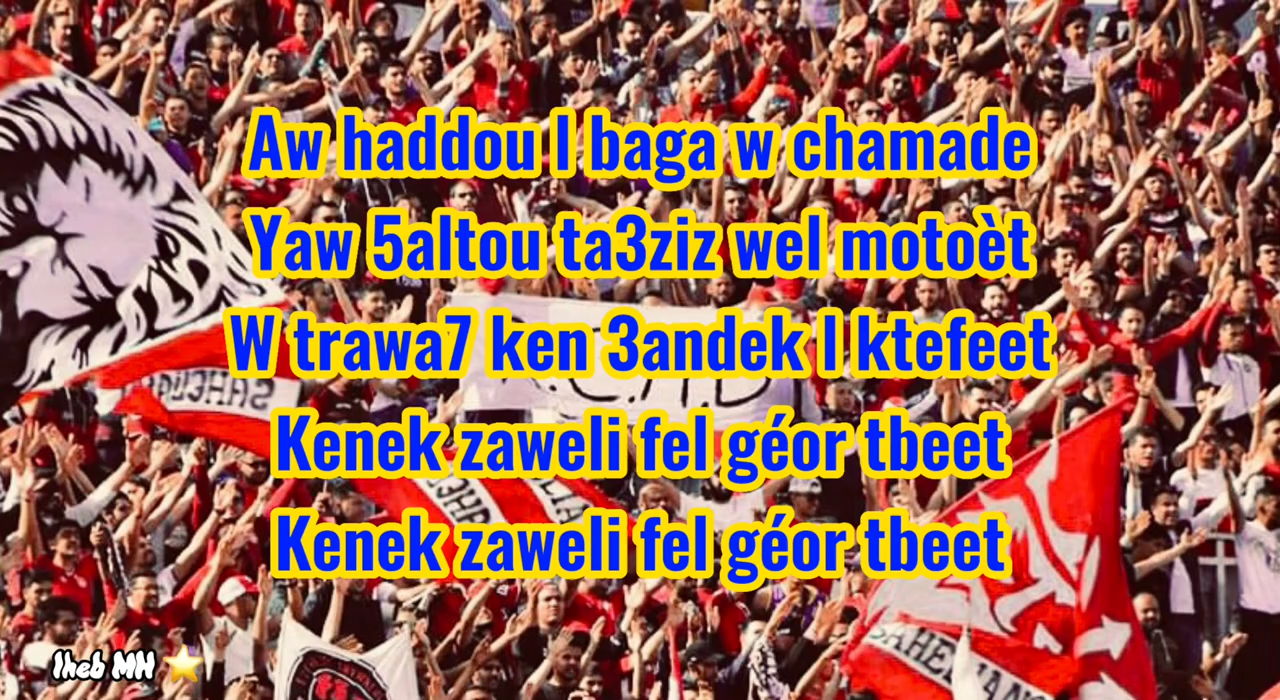 Aw haddou l baga w chamade
Yaw 5altou ta3ziz wel motoèt
W trawa7 ken 3andek l ktefeet
Kenek zaweli fel géor tbeet
Kenek zaweli fel géor tbeet
Iheb MH